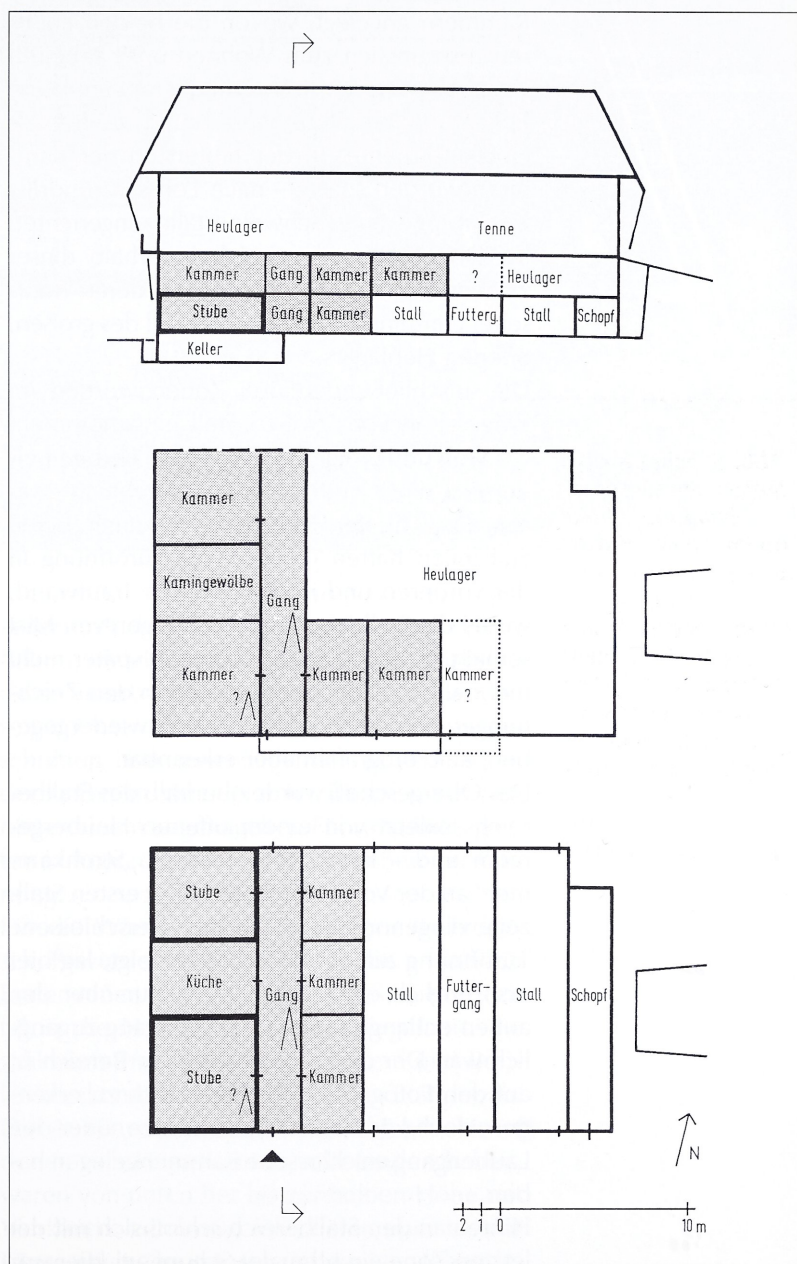 Heulager Tenne
Kammer Gang Kammer Kammer ? Heulager
Stube Gang Kammer Stall Futterg. Stall Schopf
Keller
Kammer
Kamingewölbe
Heulager
Gang
Kammer Kammer Kammer Kammer
? ?
Stube Kammer
Küche Gang Kammer Stall Futter-
gang Stall Schopf
Stube Kammer
?
N
2 1 0 10 m